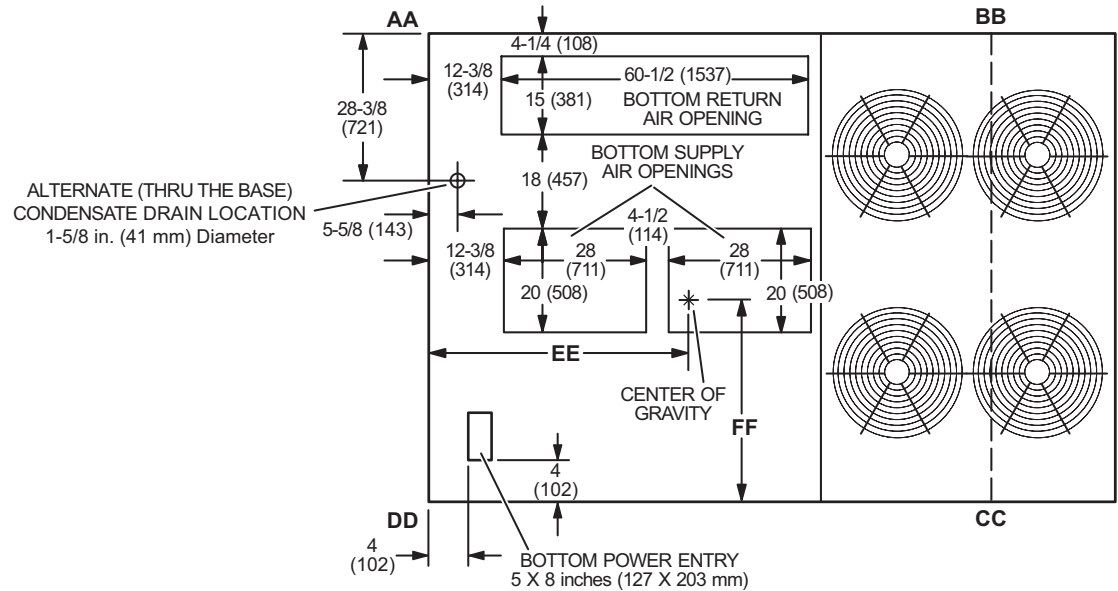 AA
BB
4-1/4 (108)
12-3/8
(314)
60-1/2 (1537)
28-3/8
(721)
15 (381)
BOTTOM RETURN
AIR OPENING
BOTTOM SUPPLY
AIR OPENINGS
18 (457)
ALTERNATE (THRU THE BASE)
CONDENSATE DRAIN LOCATION
1-5/8 in. (41 mm) Diameter
5-5/8 (143)
4-1/2
(114)
12-3/8
(314)
28
(711)
28
(711)
20 (508)
20 (508)
EE
CENTER OF
GRAVITY
FF
4
(102)
DD
CC
4
(102)
BOTTOM POWER ENTRY
5 X 8 inches (127 X 203 mm)